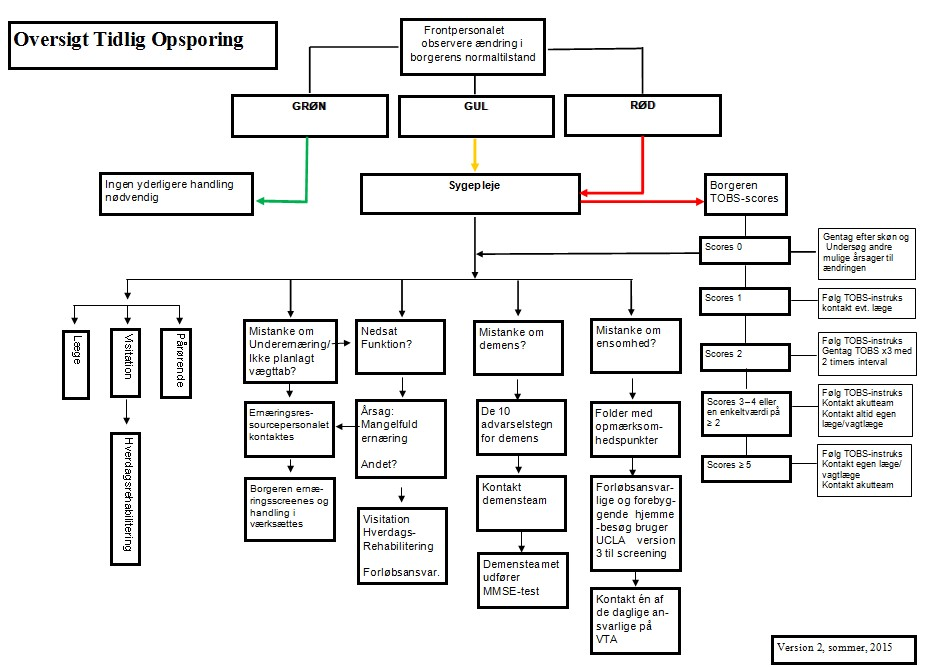 Oversigt Tidlig Opsporing
Frontpersonalet
observere ændring i
borgerens normaltilstand
GRØN
GUL
RØD
Ingen yderligere handling
nødvendig
Sygepleje
Borgeren
TOBS-scores
Scores 0
Gentag efter skøn og
Undersøg andre
mulige årsager til
ændringen
Scores 1
Følg TOBS-instruks
kontakt evt. læge
Scores 2
Følg TOBS-instruks
Gentag TOBS x3 med
2 timers interval
Scores 3–4 eller
en enkeltværdi på
≥ 2
Følg TOBS-instruks
Kontakt akutteam
Kontakt altid egen
læge/vagtlæge
Scores ≥ 5
Følg TOBS-instruks
Kontakt egen læge/
vagtlæge
Kontakt akutteam
Læge
Visitation
Pårørende
Hverdagsrehabilitering
Mistanke om
Underernæring/
Ikke planlagt
vægttab?
Ernæringsres-
sourcepersonalet
kontaktes
Borgeren ernæ-
ringsscreenes og
handling i
værksættes
Nedsat
Funktion?
Årsag:
Mangelfuld
ernæring
Andet?
Visitation
Hverdags-
Rehabilitering
Forløbsansvar.
Mistanke om
demens?
De 10
advarselstegn
for demens
Kontakt
demensteam
Demensteamet
udfører
MMSE-test
Mistanke om
ensomhed?
Folder med
opmærksom-
hedspunkter
Forløbsansvar-
lige og forebyg-
gende hjemme
-besøg bruger
UCLA version
3 til screening
Kontakt én af
de daglige an-
svarlige på
VTA
Version 2, sommer, 2015